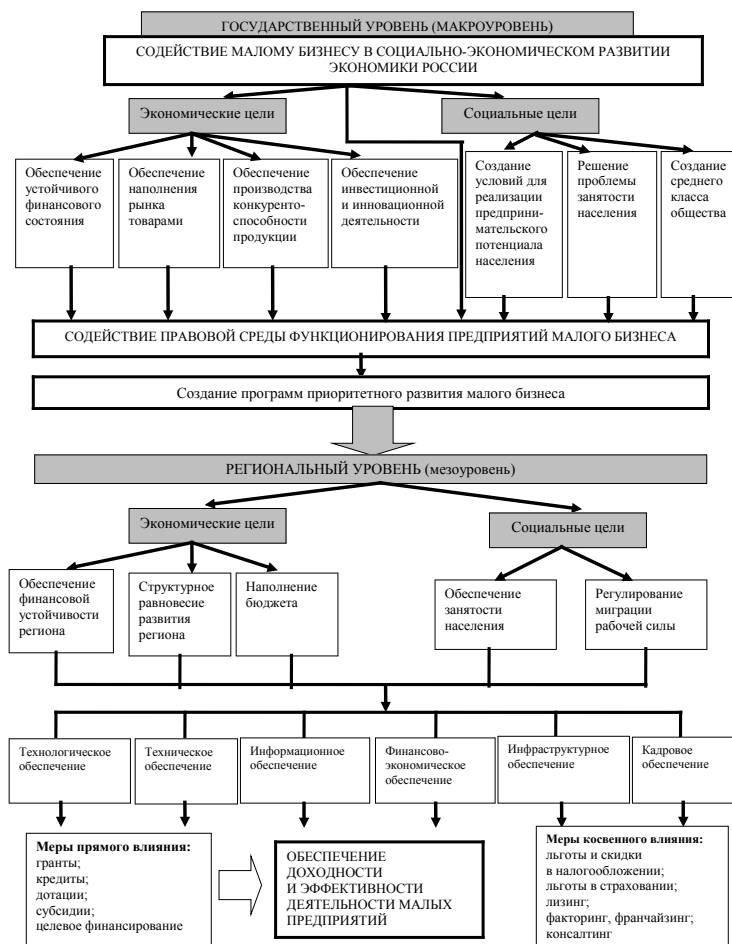 ГОСУДАРСТВЕННЫЙ УРОВЕНЬ (МАКРОУРОВЕНЬ)
СОДЕЙСТВИЕ МАЛОМУ БИЗНЕСУ В СОЦИАЛЬНО-ЭКОНОМИЧЕСКОМ РАЗВИТИИ
ЭКОНОМИКИ РОССИИ
Экономические цели
Социальные цели
Обеспечение
устойчивого
финансового
состояния
Обеспечение
наполнения
рынка
товарами
Обеспечение
производства
конкуренто-
способности
продукции
Обеспечение
инвестиционной
и инновационной
деятельности
Создание
условий для
реализации
предприни-
мательского
потенциала
населения
Решение
проблемы
занятости
населения
Создание
среднего
класса
общества
СОДЕЙСТВИЕ ПРАВОВОЙ СРЕДЫ ФУНКЦИОНИРОВАНИЯ ПРЕДПРИЯТИЙ МАЛОГО БИЗНЕСА
Создание программ приоритетного развития малого бизнеса
РЕГИОНАЛЬНЫЙ УРОВЕНЬ (мезоуровень)
Экономические цели
Социальные цели
Обеспечение
финансовой
устойчивости
региона
Структурное
равновесие
развития
региона
Наполнение
бюджета
Обеспечение
занятости
населения
Регулирование
миграции
рабочей силы
Технологическое
обеспечение
Техническое
обеспечение
Информационное
обеспечение
Финансово-
экономическое
обеспечение
Инфраструктурное
обеспечение
Кадровое
обеспечение
Меры прямого влияния:
гранты;
кредиты;
дотации;
субсидии;
целевое финансирование
ОБЕСПЕЧЕНИЕ
ДОХОДНОСТИ
И ЭФФЕКТИВНОСТИ
ДЕЯТЕЛЬНОСТИ МАЛЫХ
ПРЕДПРИЯТИЙ
Меры косвенного влияния:
льготы и скидки
в налогообложении;
льготы в страховании;
лизинг;
факторинг, франчайзинг;
консалтинг